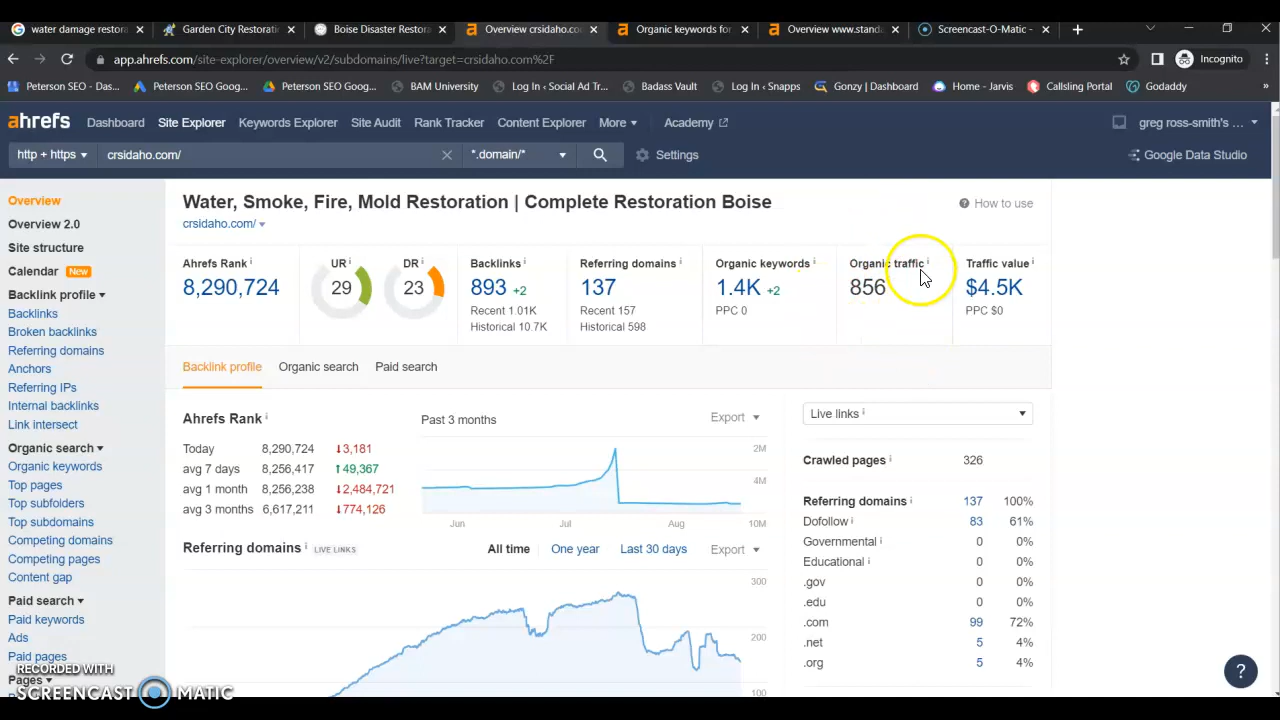 water damage restora
Garden City Restoratio
Boise Disaster Restora
Overview crsidaho.co
Organic keywords for
Overview www.standa
Screencast-O-Matic -
app.ahrefs.com/site-explorer/overview/v2/subdomains/live?target=crsidaho.com%2F
Incognito
Peterson SEO - Das...
Peterson SEO Goog...
Peterson SEO Goog...
BAM University
Log In ‹ Social Ad Tr...
Badass Vault
Log In ‹ Snapps
Gonzy | Dashboard
Home - Jarvis
Callsling Portal
Godaddy
»
ahrefs
Dashboard
Site Explorer
Keywords Explorer
Site Audit
Rank Tracker
Content Explorer
More
Academy
greg ross-smith's ...
http + https
crsidaho.com/
*.domain/*
Settings
Google Data Studio
Overview
Overview 2.0
Site structure
Calendar New
Backlink profile
Backlinks
Broken backlinks
Referring domains
Anchors
Referring IPs
Internal backlinks
Link intersect
Organic search
Organic keywords
Top pages
Top subfolders
Top subdomains
Competing domains
Competing pages
Content gap
Paid search
Paid keywords
Ads
Paid pages
Pages
Water, Smoke, Fire, Mold Restoration | Complete Restoration Boise
How to use
crsidaho.com/
Ahrefs Rank
8,290,724
UR
29
DR
23
Backlinks
893 +2
Recent 1.01K
Historical 10.7K
Referring domains
137
Recent 157
Historical 598
Organic keywords
1.4K +2
PPC 0
Organic traffic
856
Traffic value
$4.5K
PPC $0
Backlink profile
Organic search
Paid search
Ahrefs Rank
Past 3 months
Export
Today 8,290,724 ↓3,181
avg 7 days 8,256,417 ↑49,367
avg 1 month 8,256,238 ↓2,484,721
avg 3 months 6,617,211 ↓774,126
2M
4M
10M
Jun
Jul
Aug
Referring domains LIVE LINKS
All time
One year
Last 30 days
Export
300
200
100
Live links
Crawled pages 326
Referring domains 137 100%
Dofollow 83 61%
Governmental 0 0%
Educational 0 0%
.gov 0 0%
.edu 0 0%
.com 99 72%
.net 5 4%
.org 5 4%
?
RECORDED WITH
SCREENCAST MATIC